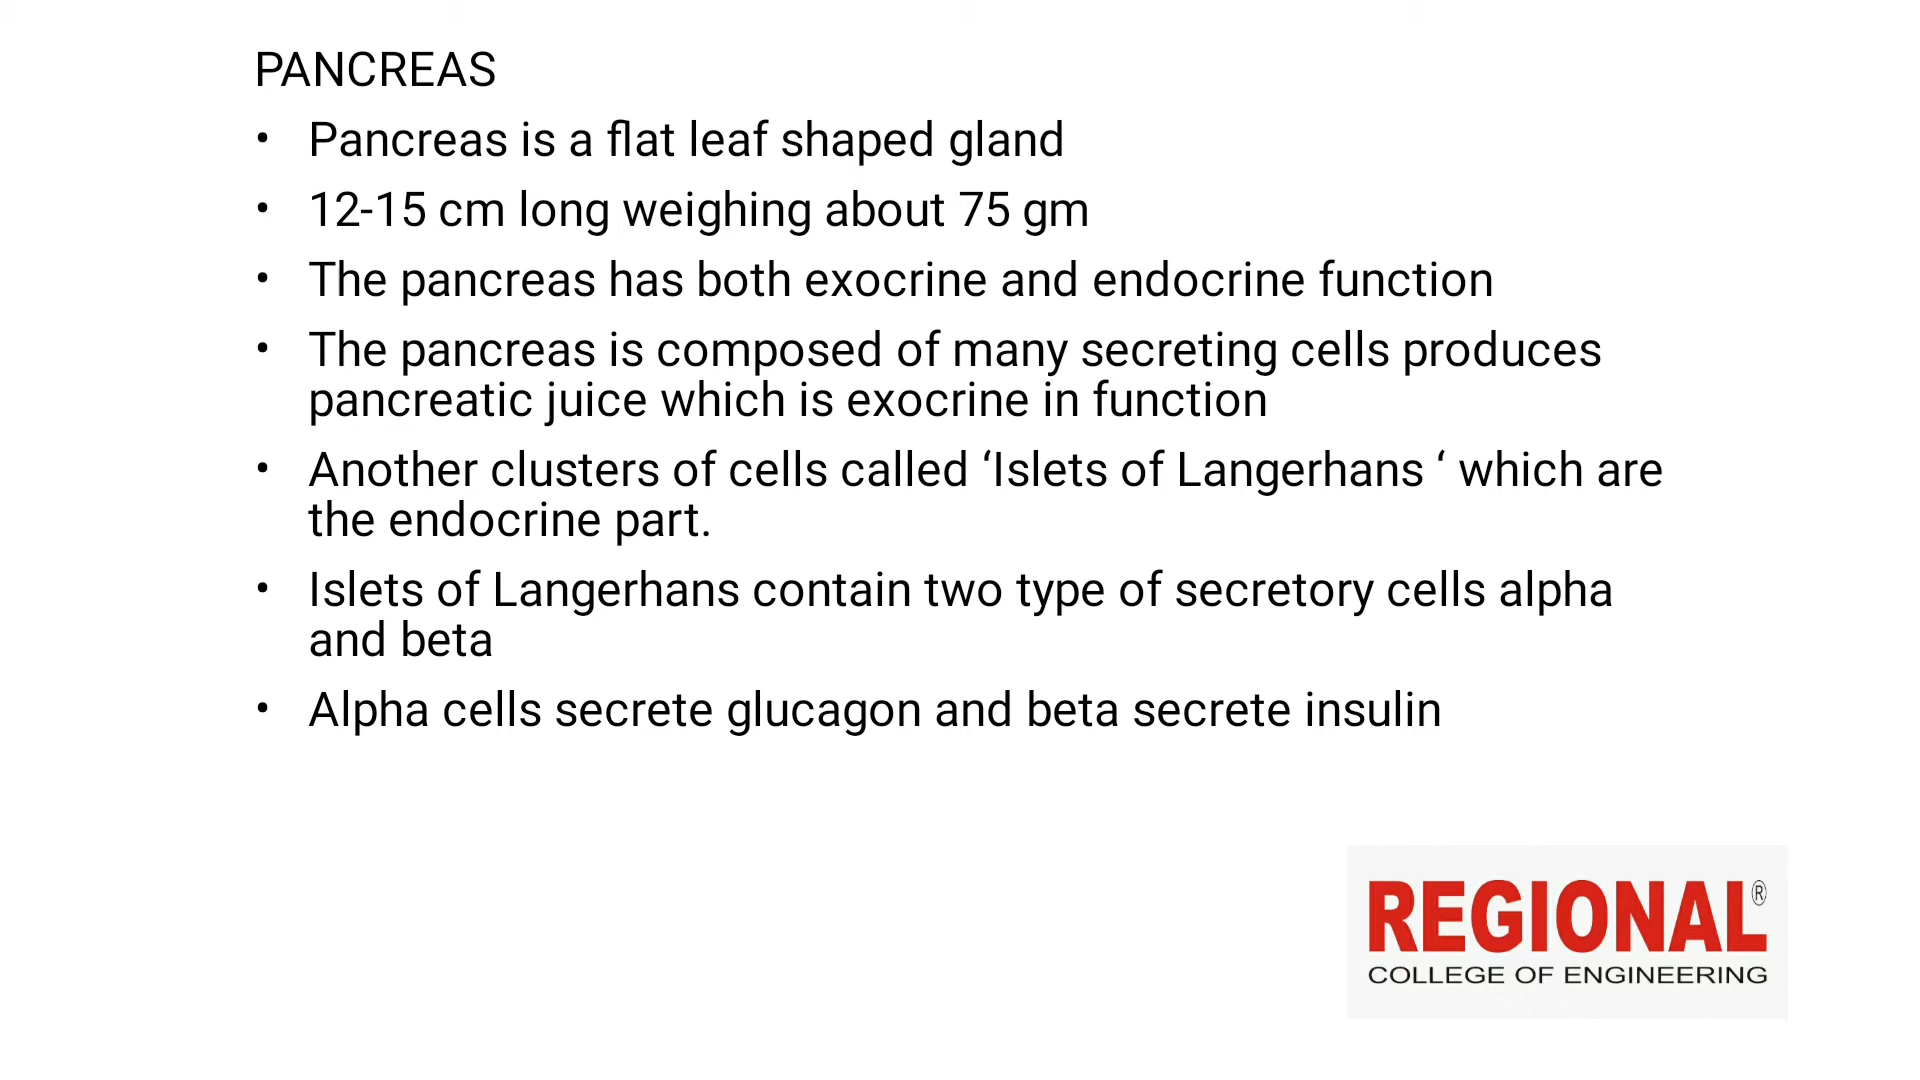 PANCREAS
• Pancreas is a flat leaf shaped gland
• 12-15 cm long weighing about 75 gm
• The pancreas has both exocrine and endocrine function
• The pancreas is composed of many secreting cells produces
pancreatic juice which is exocrine in function
• Another clusters of cells called ‘Islets of Langerhans ‘ which are
the endocrine part.
• Islets of Langerhans contain two type of secretory cells alpha
and beta
• Alpha cells secrete glucagon and beta secrete insulin
REGIONAL®
COLLEGE OF ENGINEERING